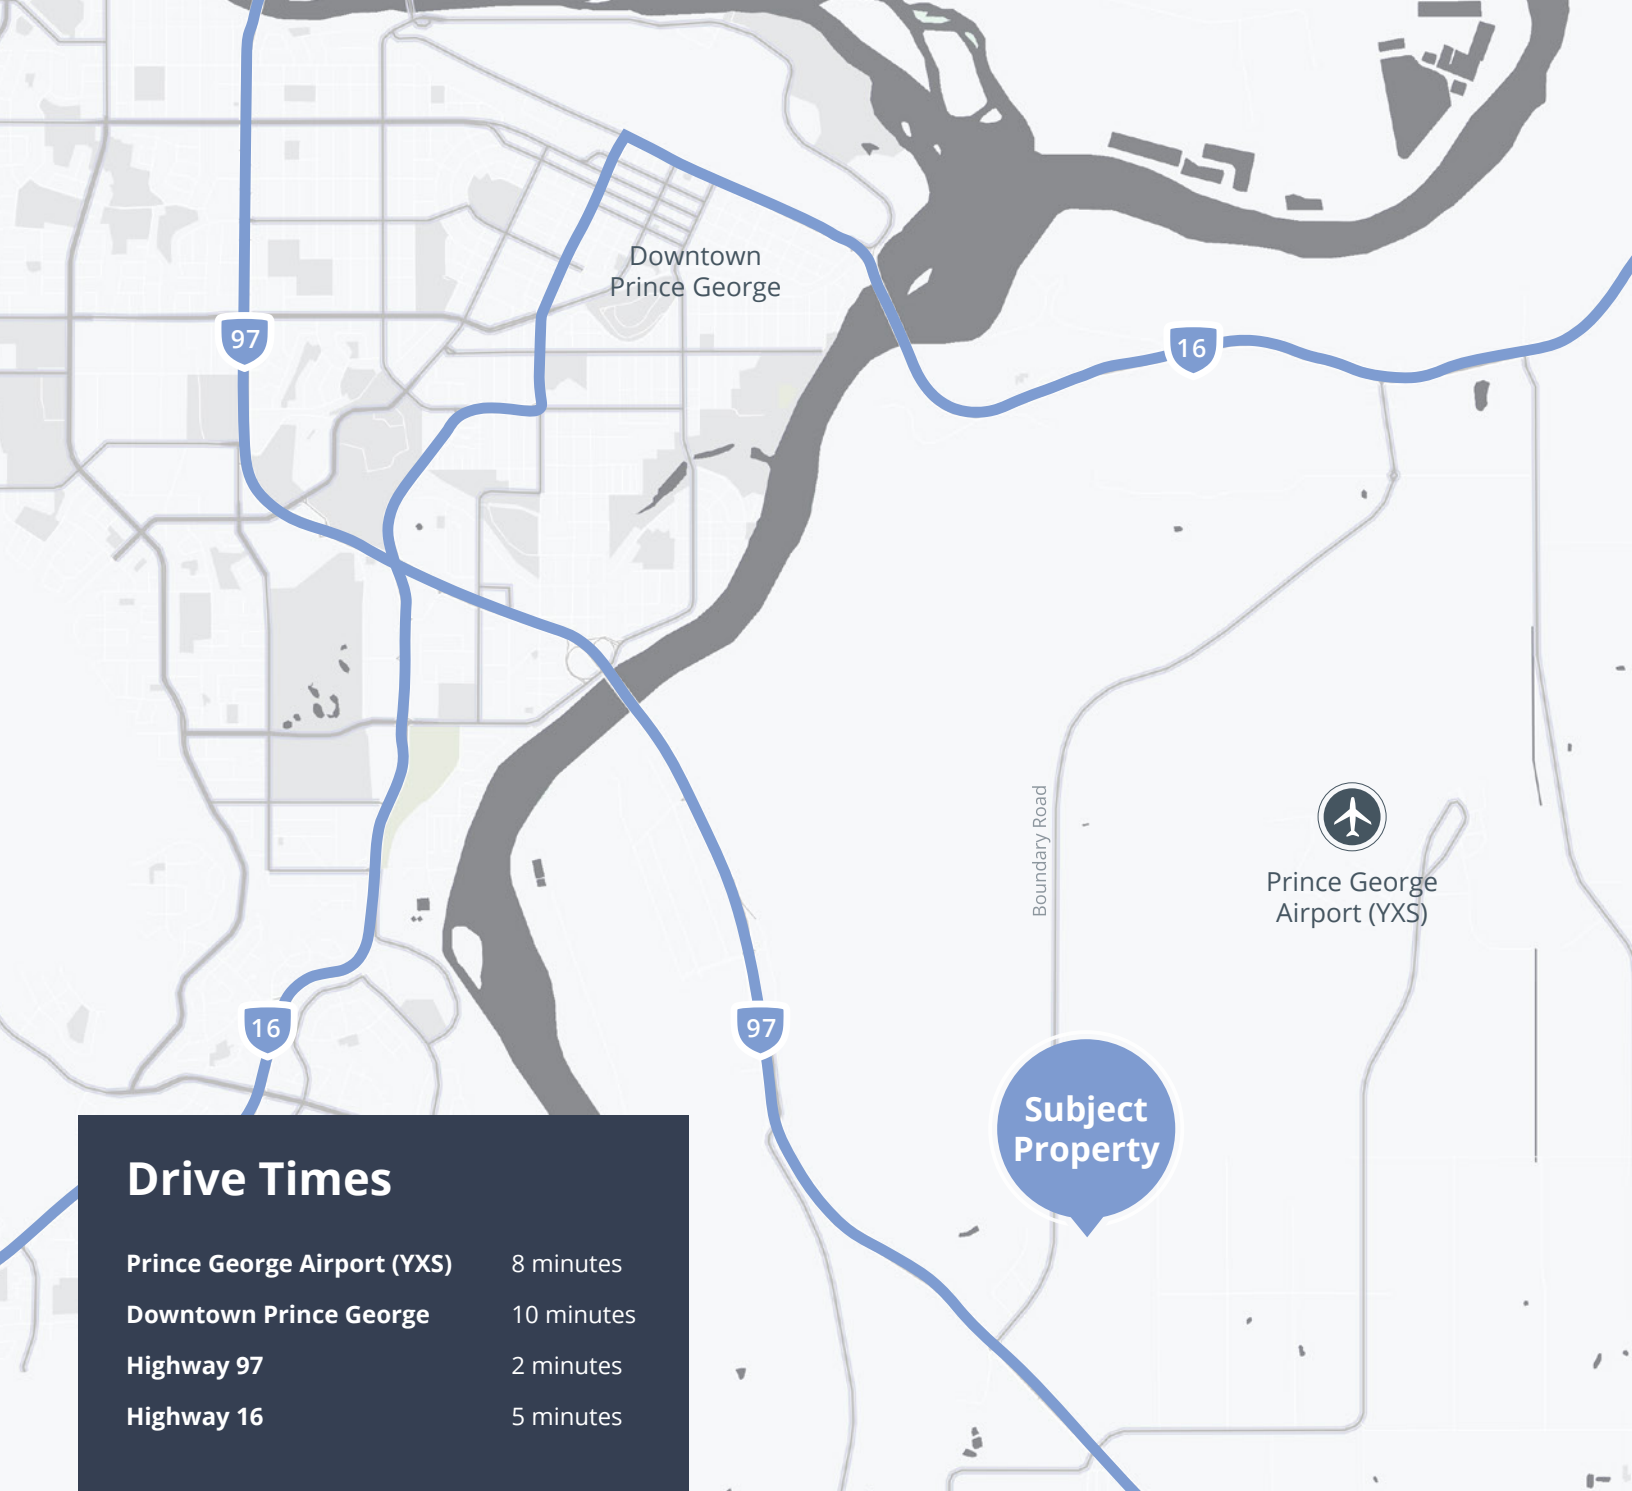 Downtown
Prince George
97
16
Boundary Road
Prince George
Airport (YXS)
16
97
Subject
Property
Drive Times
Prince George Airport (YXS) 8 minutes
Downtown Prince George 10 minutes
Highway 97 2 minutes
Highway 16 5 minutes